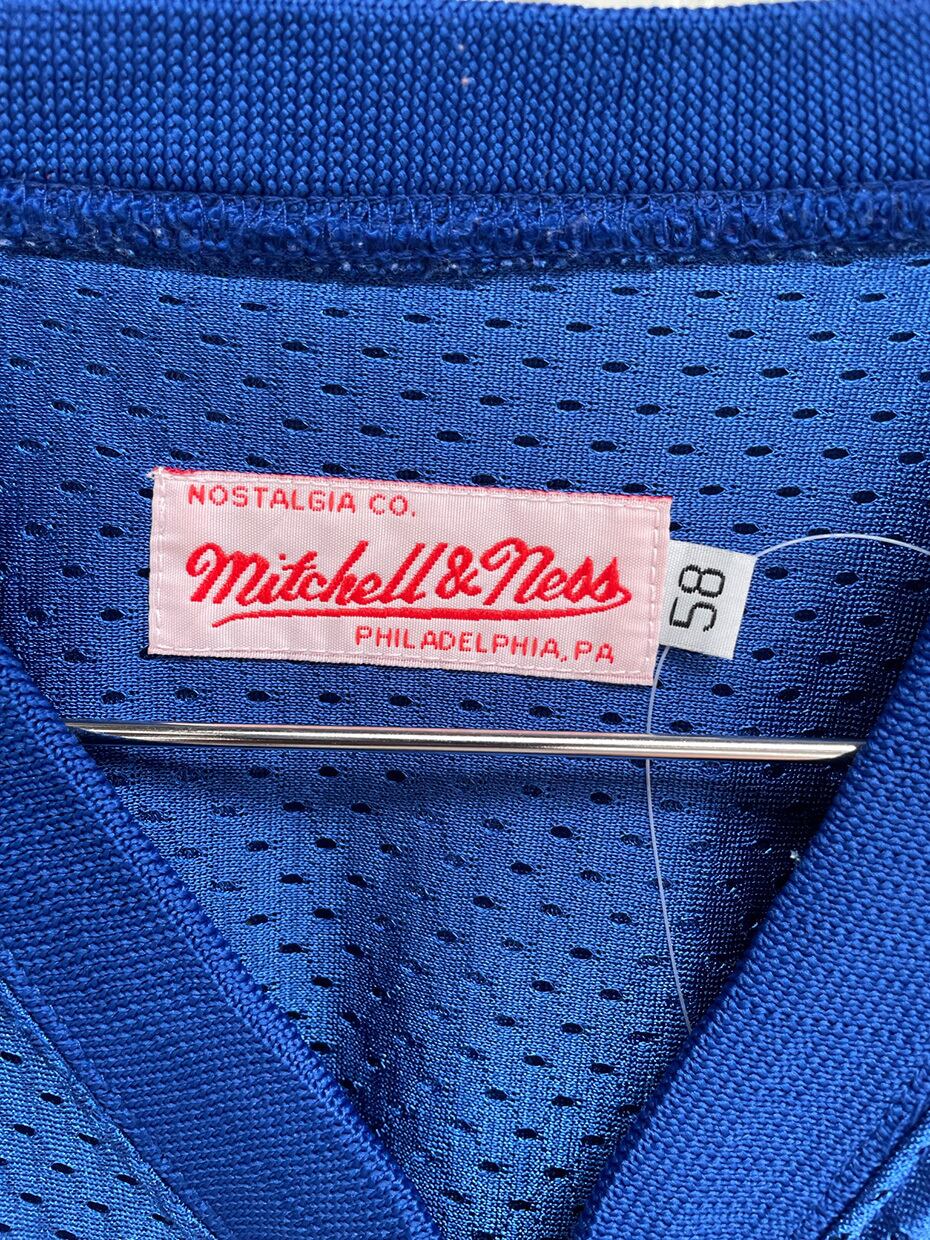 NOSTALGIA CO.
Mitchell & Ness
PHILADELPHIA, PA
58